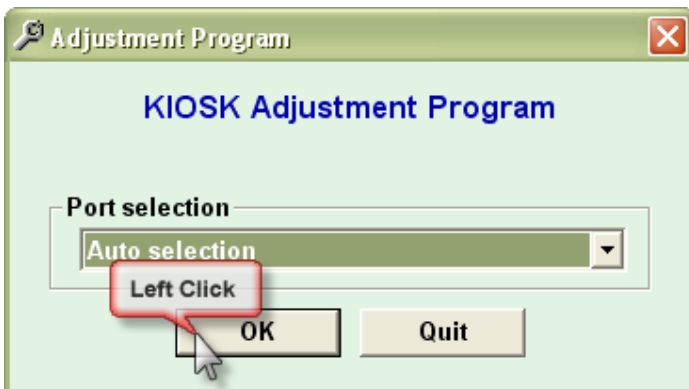 Adjustment Program
KIOSK Adjustment Program
Port selection
Auto selection
Left Click
OK Quit